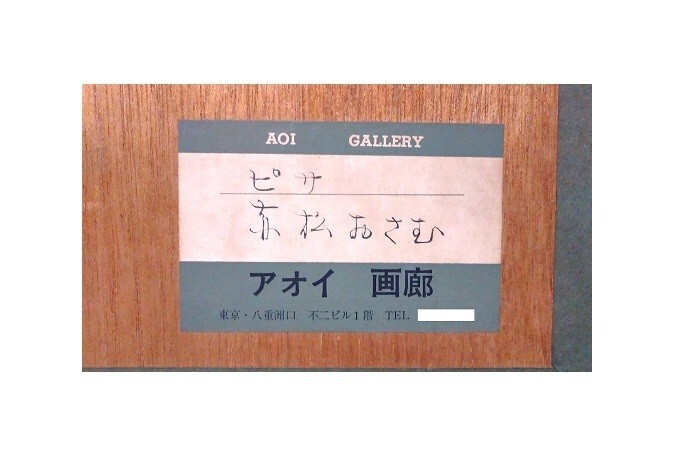 AOI GALLERY
ピサ
赤松おさむ
アオイ 画廊
東京・八重洲口 不二ビル1階 TEL